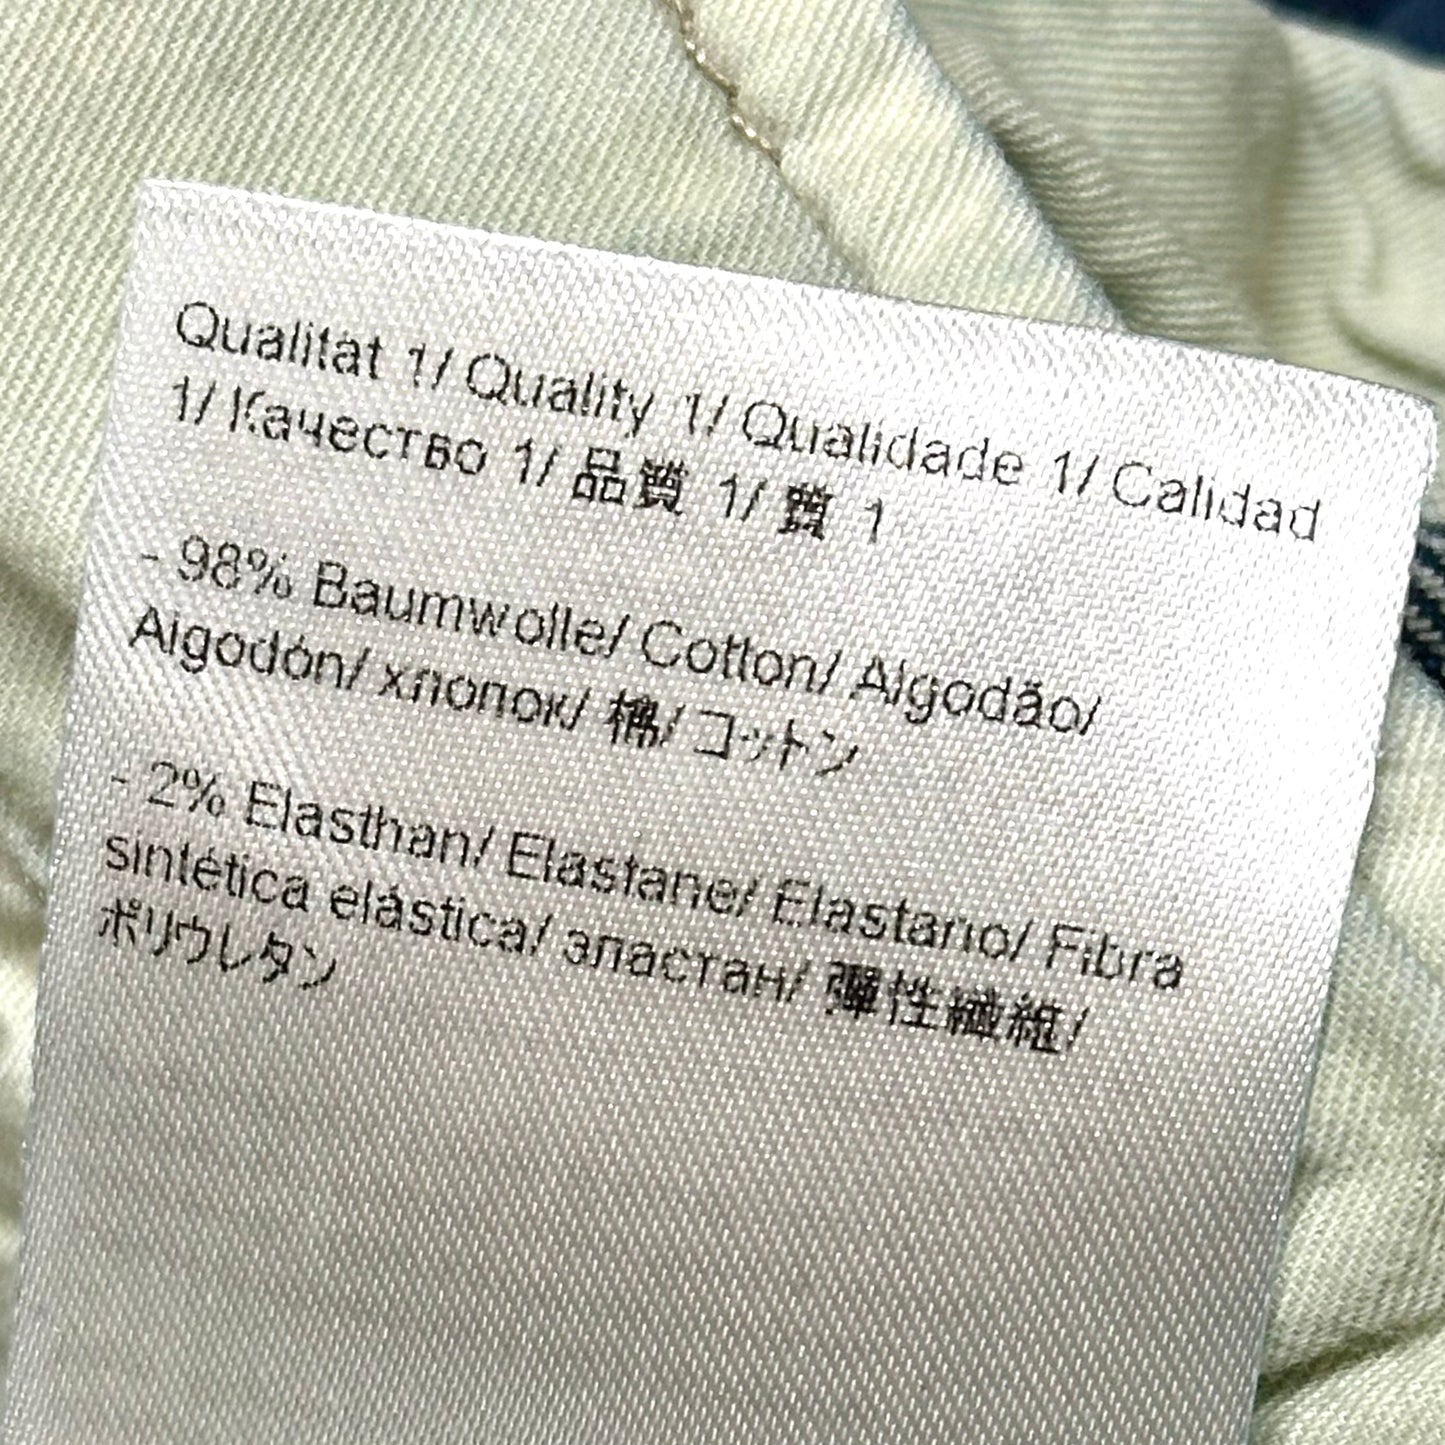 Qualität 1/ Quality 1/ Qualidade 1/ Calidad
1/ Качество 1/ 品質 1/ 質 1
- 98% Baumwolle/ Cotton/ Algodão/
Algodón/ хлопок/ 棉/ コットン
- 2% Elasthan/ Elastane/ Elastano/ Fibra
sintética elástica/ эластан/ 彈性纖維/
ポリウレタン